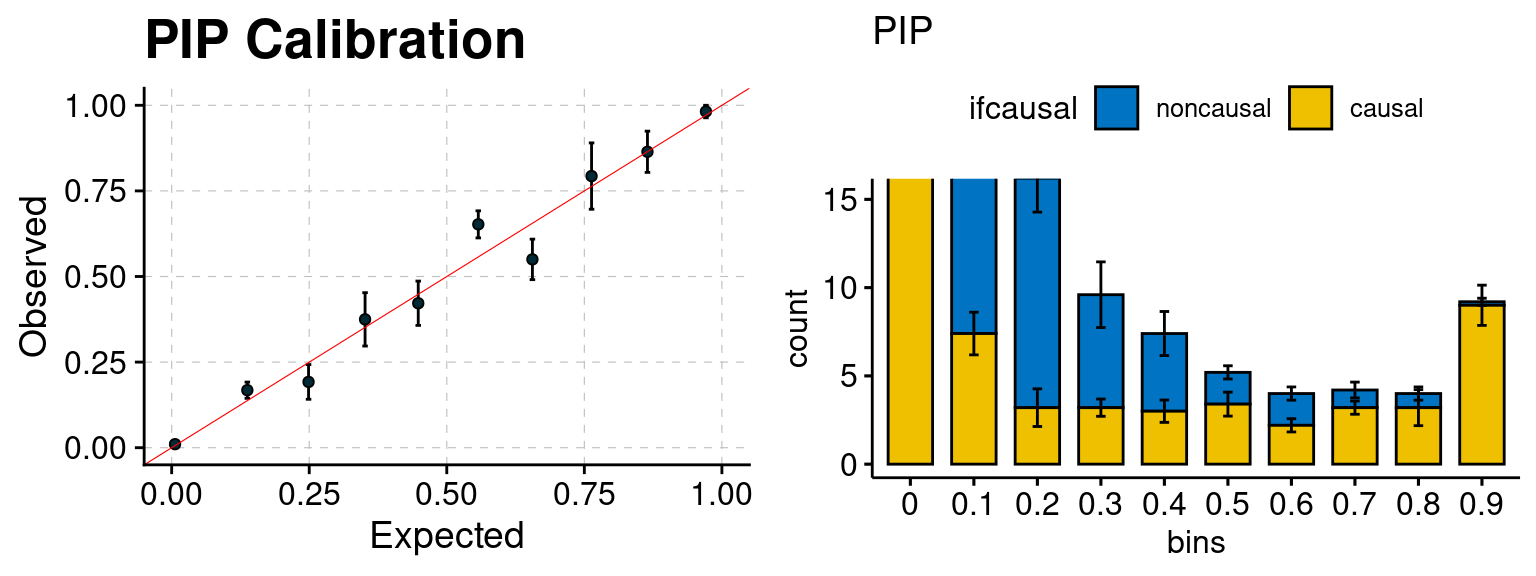 PIP Calibration
Observed
1.00
0.75
0.50
0.25
0.00
0.00 0.25 0.50 0.75 1.00
Expected
PIP
ifcausal noncausal causal
count
15
10
5
0
0 0.1 0.2 0.3 0.4 0.5 0.6 0.7 0.8 0.9
bins